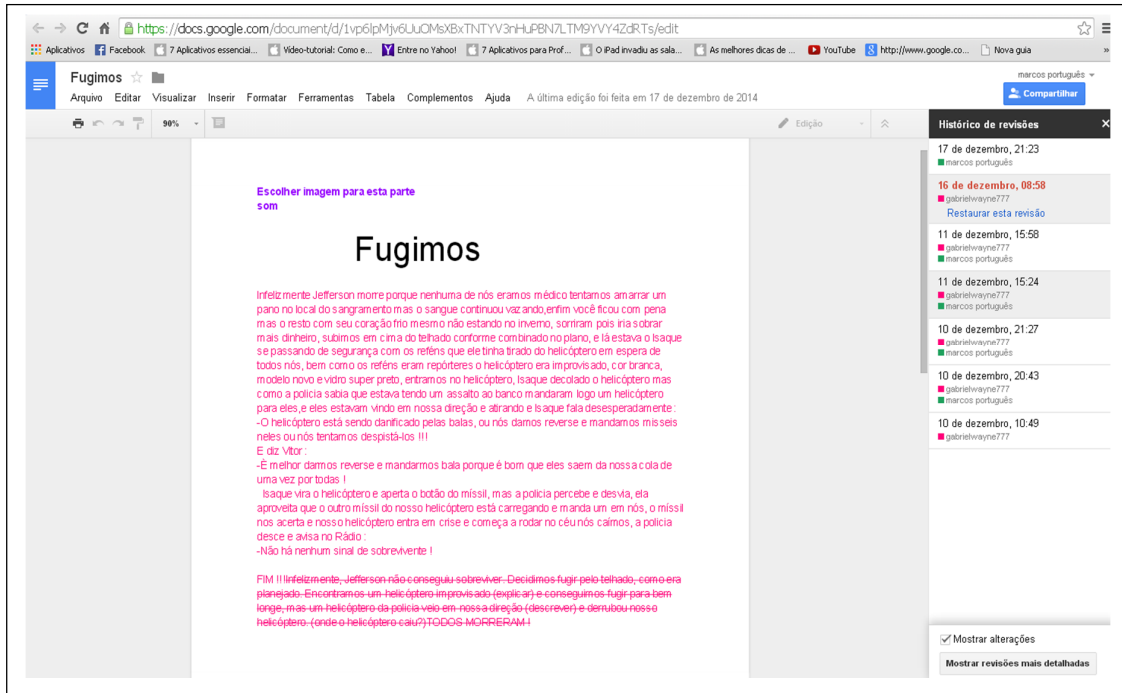 https://docs.google.com/document/d/1vp6lpMjv6UuOMsXBxTNTYV3nHuPBN7LTM9YVY4ZdRTs/edit
Aplicativos Facebook 7 Aplicativos essenciai... Vídeo-tutorial: Como e... Entre no Yahoo! 7 Aplicativos para Prof... O iPad invadiu as sala... As melhores dicas de ... YouTube http://www.google.co... Nova guia »
Fugimos
marcos português
Arquivo Editar Visualizar Inserir Formatar Ferramentas Tabela Complementos Ajuda A última edição foi feita em 17 de dezembro de 2014
Compartilhar
90%
Edição
Escolher imagem para esta parte
som
Fugimos
Infelizmente Jefferson morre porque nenhuma de nós eramos médico tentamos amarrar um
pano no local do sangramento mas o sangue continuou vazando,enfim você ficou com pena
mas o resto com seu coração frio mesmo não estando no inverno, sorriram pois iria sobrar
mais dinheiro, subimos em cima do telhado conforme combinado no plano, e lá estava o Isaque
se passando de segurança com os reféns que ele tinha tirado do helicóptero em espera de
todos nós, bem como os reféns eram repórteres o helicóptero era improvisado, cor branca,
modelo novo e vidro super preto, entramos no helicóptero, Isaque decolado o helicóptero mas
como a policia sabia que estava tendo um assalto ao banco mandaram logo um helicóptero
para eles,e eles estavam vindo em nossa direção e atirando e Isaque fala desesperadamente :
-O helicóptero está sendo danificado pelas balas, ou nós damos reverse e mandamos misseis
neles ou nós tentamos despistá-los !!!
E diz Vitor :
-È melhor darmos reverse e mandarmos bala porque é bom que eles saem da nossa cola de
uma vez por todas !
Isaque vira o helicóptero e aperta o botão do míssil, mas a policia percebe e desvia, ela
aproveita que o outro míssil do nosso helicóptero está carregando e manda um em nós, o míssil
nos acerta e nosso helicóptero entra em crise e começa a rodar no céu nós caímos, a policia
desce e avisa no Rádio :
-Não há nenhum sinal de sobrevivente !
FIM !!!Infelizmente, Jefferson não conseguiu sobreviver. Decidimos fugir pelo telhado, como era
planejado. Encontramos um helicóptero improvisado (explicar) e conseguimos fugir para bem
longe, mas um helicóptero da policia veio em nossa direção (descrever) e derrubou nosso
helicóptero. (onde o helicóptero caiu?)TODOS MORRERAM !
Histórico de revisões
17 de dezembro, 21:23
marcos português
16 de dezembro, 08:58
gabrielwayne777
Restaurar esta revisão
11 de dezembro, 15:58
gabrielwayne777
marcos português
11 de dezembro, 15:24
gabrielwayne777
marcos português
10 de dezembro, 21:27
gabrielwayne777
marcos português
10 de dezembro, 20:43
gabrielwayne777
marcos português
10 de dezembro, 10:49
gabrielwayne777
Mostrar alterações
Mostrar revisões mais detalhadas